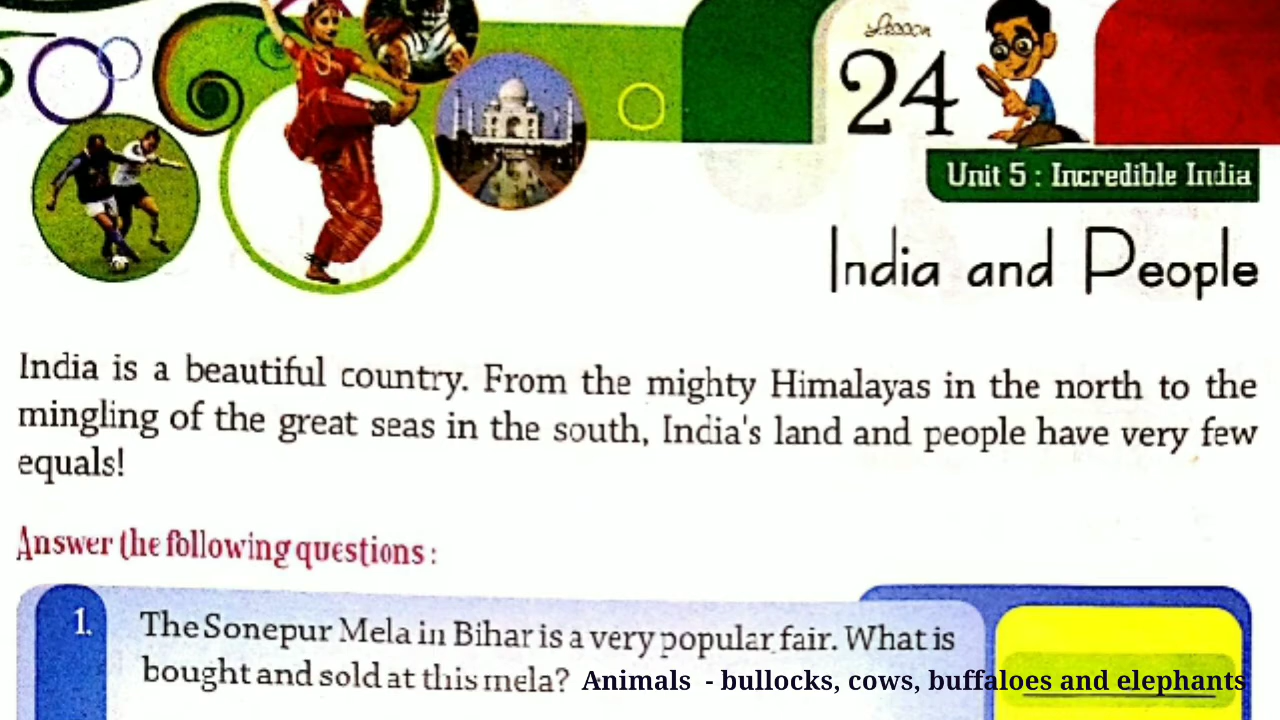 Lesson
24
Unit 5 : Incredible India
India and People
India is a beautiful country. From the mighty Himalayas in the north to the
mingling of the great seas in the south, India's land and people have very few
equals!
Answer the following questions :
1. The Sonepur Mela in Bihar is a very popular fair. What is
bought and sold at this mela? Animals - bullocks, cows, buffaloes and elephants